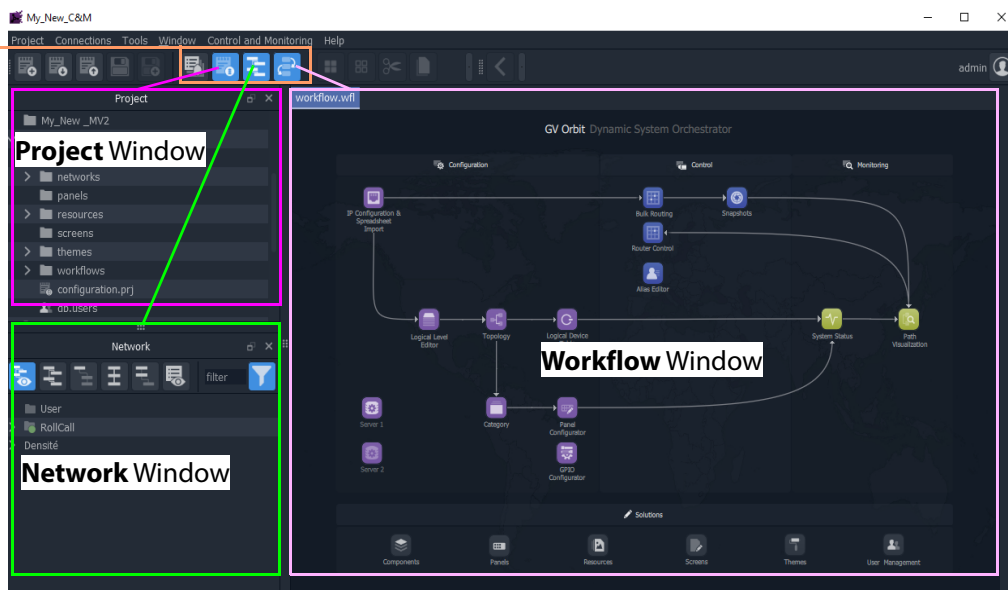 My_New_C&M
Project Connections Tools Window Control and Monitoring Help
admin
Project
My_New _MV2
Project Window
networks
panels
resources
screens
themes
workflows
configuration.prj
db.users
Network
filter
User
RollCall
Densité
Network Window
workflow.wfl
GV Orbit Dynamic System Orchestrator
Configuration
Control
Monitoring
IP Configuration &
Spreadsheet
Import
Bulk Routing
Snapshots
Router Control
Alias Editor
Logical Level
Editor
Topology
Logical Device
System Status
Path
Visualization
Workflow Window
Server 1
Category
Panel
Configurator
Server 2
GPIO
Configurator
Solutions
Components
Panels
Resources
Screens
Themes
User Management